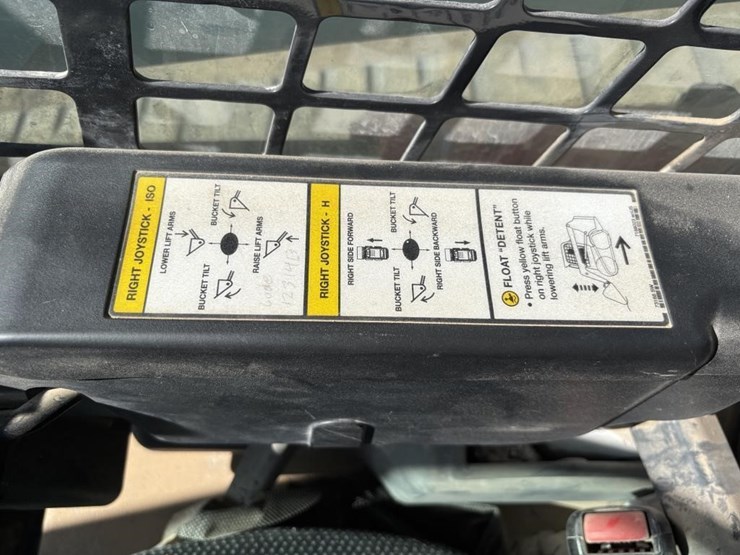 RIGHT JOYSTICK - ISO
LOWER LIFT ARMS
BUCKET TILT
BUCKET TILT
RAISE LIFT ARMS
code
RIGHT JOYSTICK - H
RIGHT SIDE FORWARD
BUCKET TILT
BUCKET TILT
RIGHT SIDE BACKWARD
FLOAT "DETENT"
• Press yellow float button
on right joystick while
lowering lift arms.